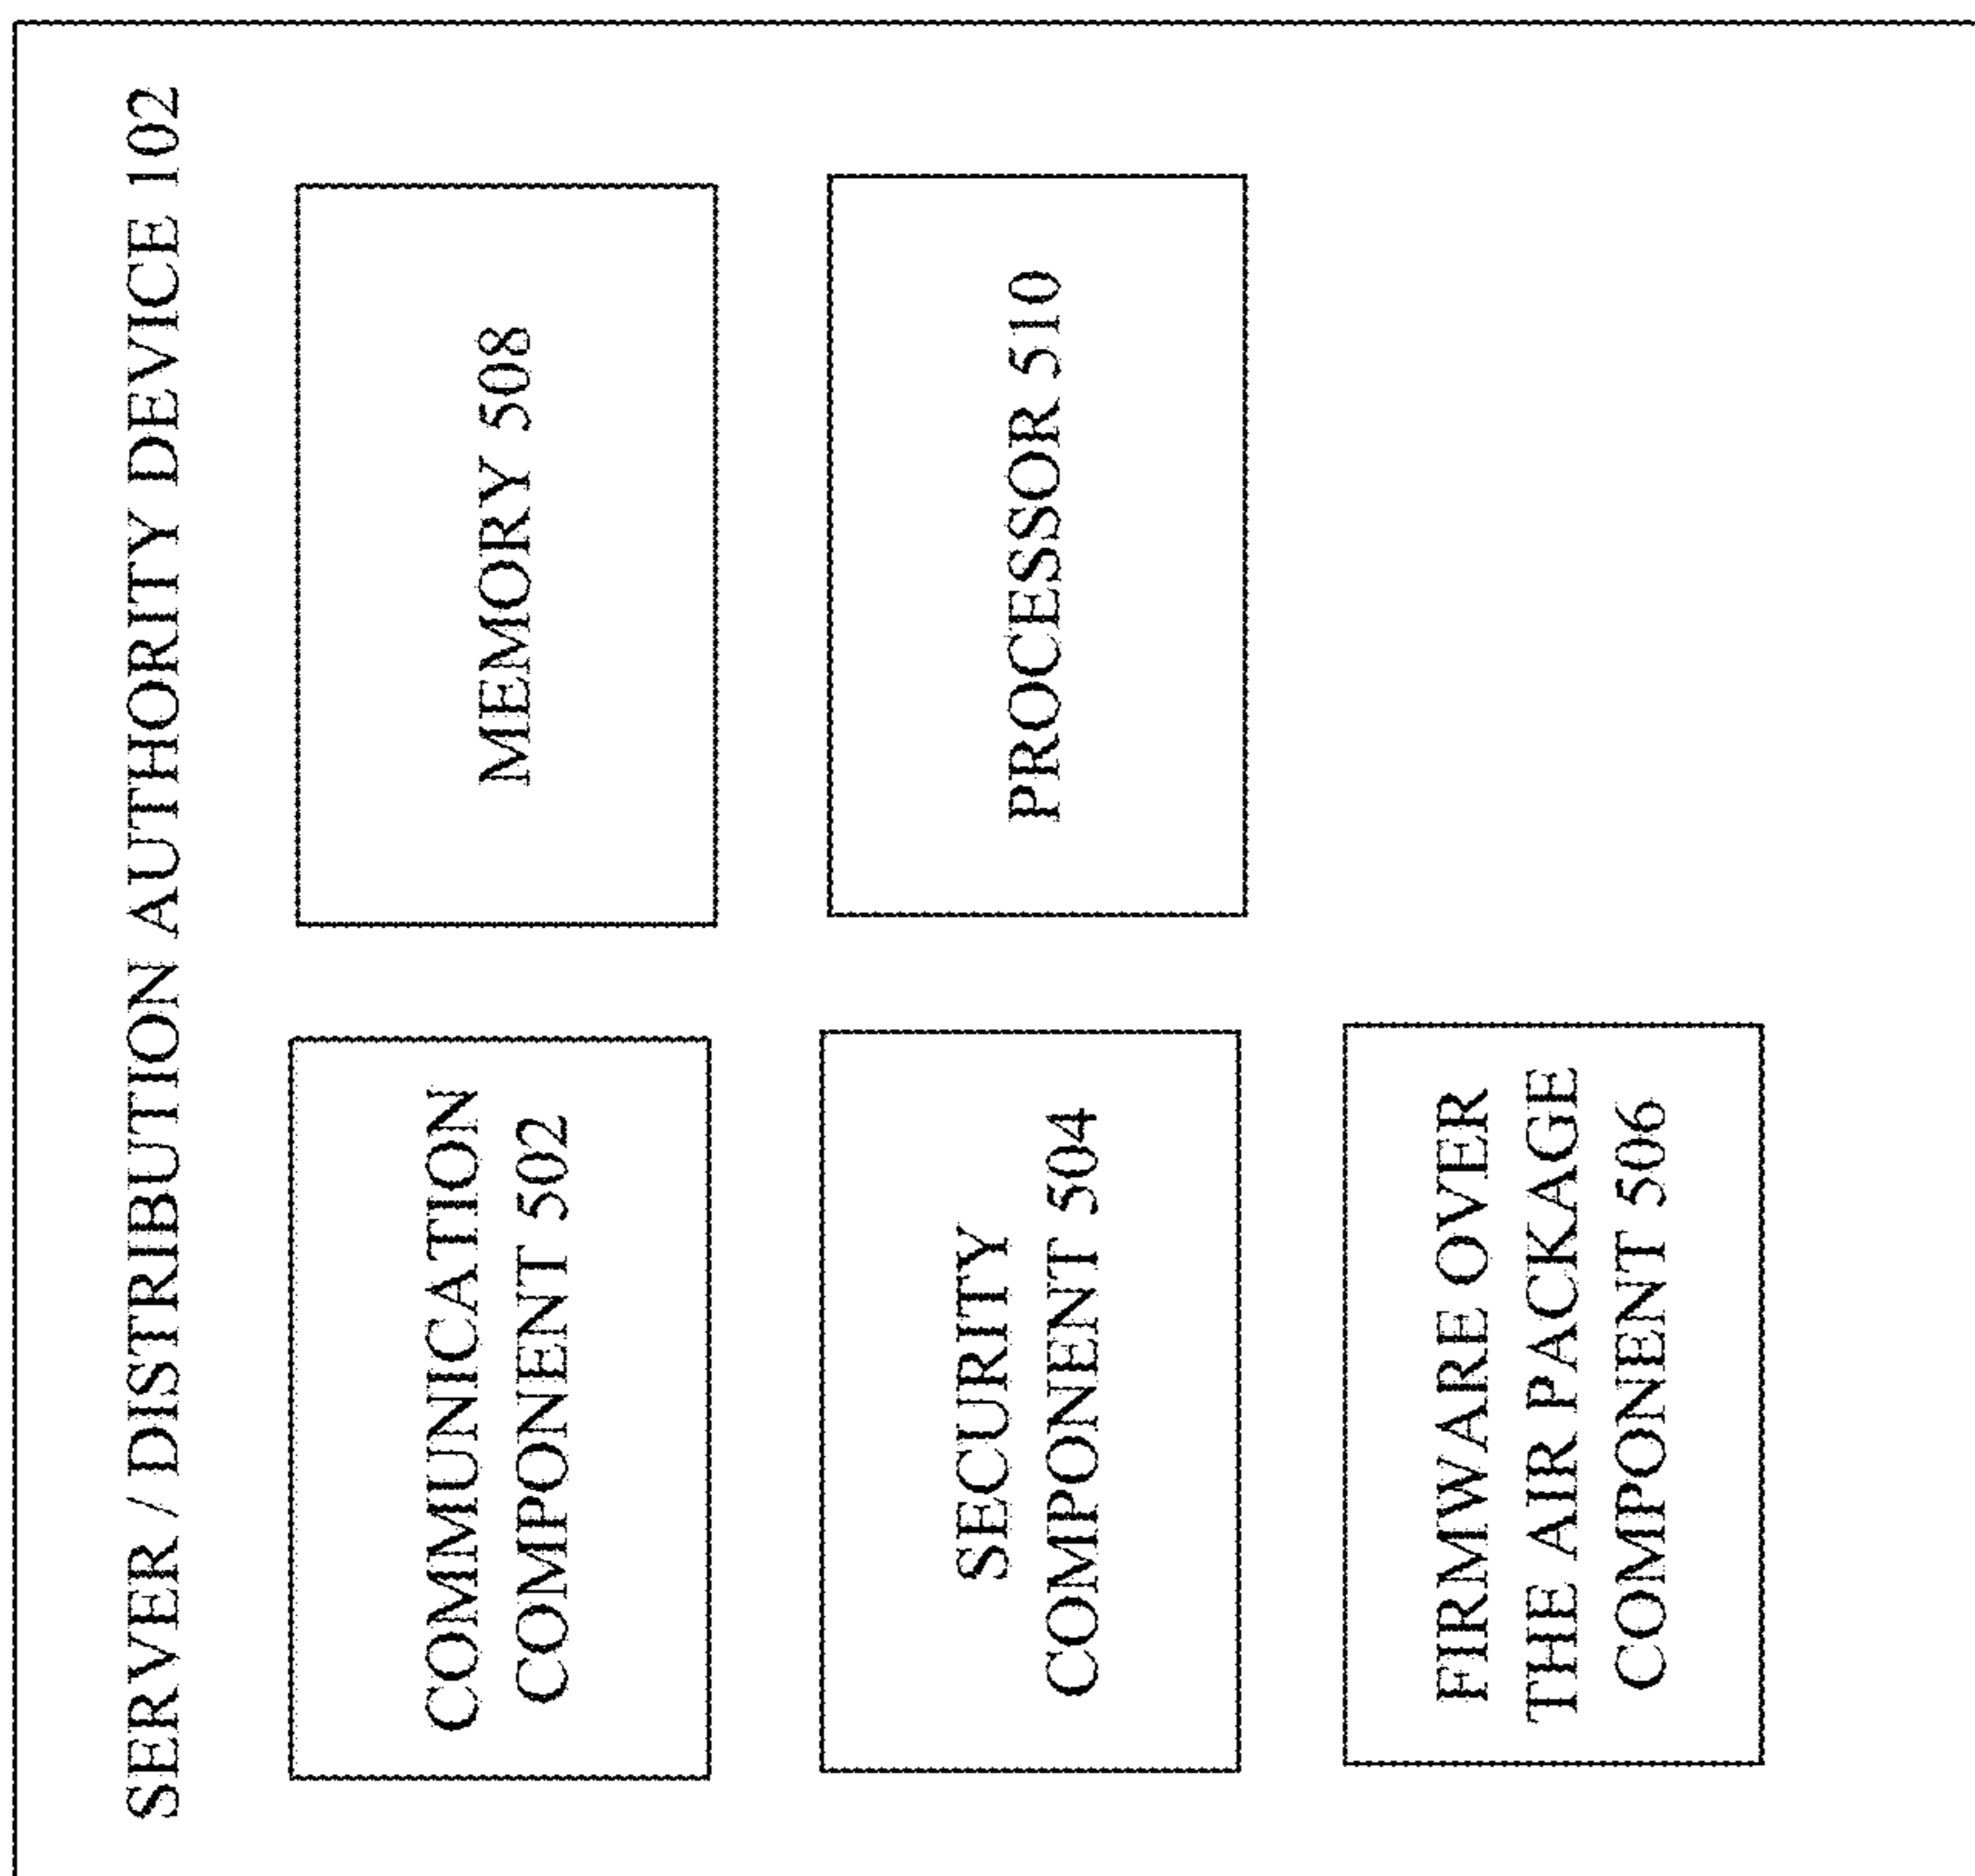 SERVER / DISTRIBUTION AUTHORITY DEVICE 102
COMMUNICATION
COMPONENT 502
MEMORY 508
SECURITY
COMPONENT 504
PROCESSOR 510
FIRMWARE OVER
THE AIR PACKAGE
COMPONENT 506